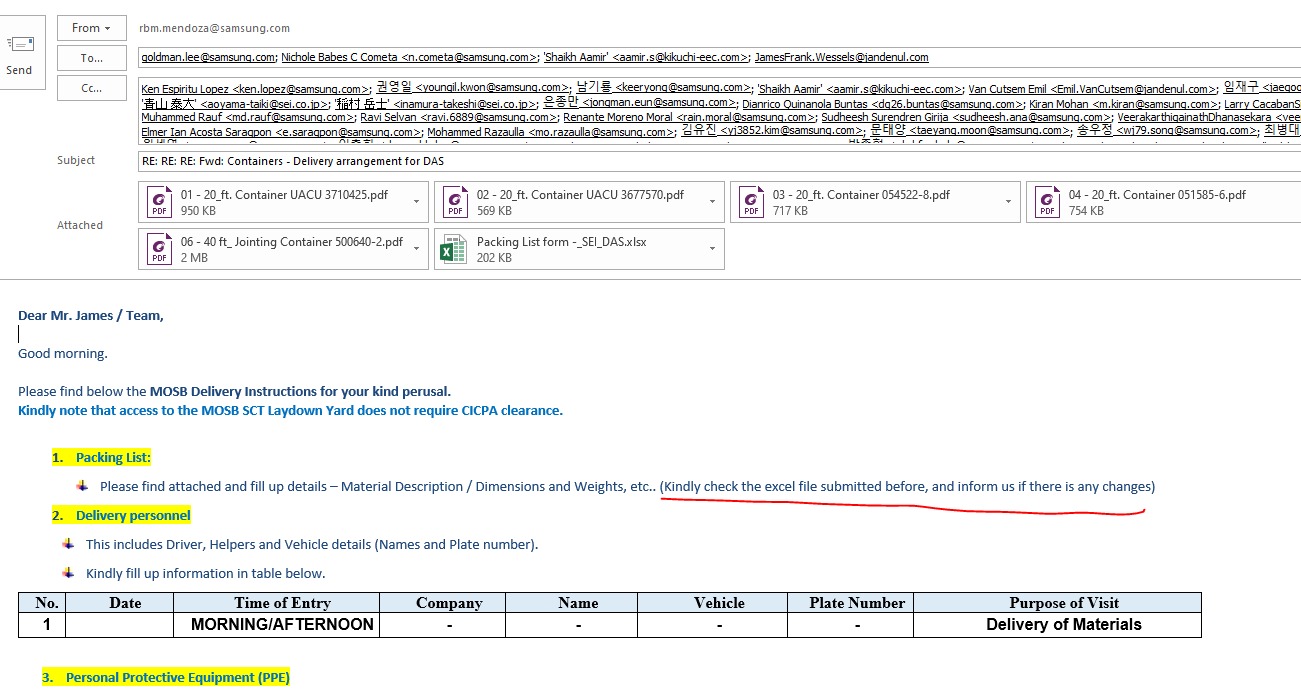 From
rbm.mendoza@samsung.com
Send
To...
goldman.lee@samsung.com; Nichole Babes C Cometa <n.cometa@samsung.com>; 'Shaikh Aamir' <aamir.s@kikuchi-eec.com>; JamesFrank.Wessels@jandenul.com
Cc...
Ken Espiritu Lopez <ken.lopez@samsung.com>; 권영일 <youngil.kwon@samsung.com>; 남기룡 <keeryong@samsung.com>; 'Shaikh Aamir' <aamir.s@kikuchi-eec.com>; Van Cutsem Emil <Emil.VanCutsem@jandenul.com>; 임재구 <jaegoo
'青山 泰大' <aoyama-taiki@sei.co.jp>; '稲村 岳士' <inamura-takeshi@sei.co.jp>; 은종만 <jongman.eun@samsung.com>; Dianrico Quinanola Buntas <dq26.buntas@samsung.com>; Kiran Mohan <m.kiran@samsung.com>; Larry CacabanS
Muhammed Rauf <md.rauf@samsung.com>; Ravi Selvan <ravi.6889@samsung.com>; Renante Moreno Moral <rain.moral@samsung.com>; Sudheesh Surendren Girija <sudheesh.ana@samsung.com>; VeerakarthigainathDhanasekara <vee
Elmer Ian Acosta Saragpon <e.saragpon@samsung.com>; Mohammed Razaulla <mo.razaulla@samsung.com>; 김유진 <yj3852.kim@samsung.com>; 문태양 <taeyang.moon@samsung.com>; 송우정 <wj79.song@samsung.com>; 최병대
Subject
RE: RE: RE: Fwd: Containers - Delivery arrangement for DAS
Attached
01 - 20_ft. Container UACU 3710425.pdf
950 KB
02 - 20_ft. Container UACU 3677570.pdf
569 KB
03 - 20_ft. Container 054522-8.pdf
717 KB
04 - 20_ft. Container 051585-6.pdf
754 KB
06 - 40 ft_ Jointing Container 500640-2.pdf
2 MB
Packing List form -_SEI_DAS.xlsx
202 KB
PDF
PDF
PDF
PDF
PDF
Dear Mr. James / Team,
Good morning.
Please find below the MOSB Delivery Instructions for your kind perusal.
Kindly note that access to the MOSB SCT Laydown Yard does not require CICPA clearance.
1. Packing List:
Please find attached and fill up details – Material Description / Dimensions and Weights, etc.. (Kindly check the excel file submitted before, and inform us if there is any changes)
2. Delivery personnel
This includes Driver, Helpers and Vehicle details (Names and Plate number).
Kindly fill up information in table below.
No. Date Time of Entry Company Name Vehicle Plate Number Purpose of Visit
1 MORNING/AFTERNOON - - - - Delivery of Materials
3. Personal Protective Equipment (PPE)